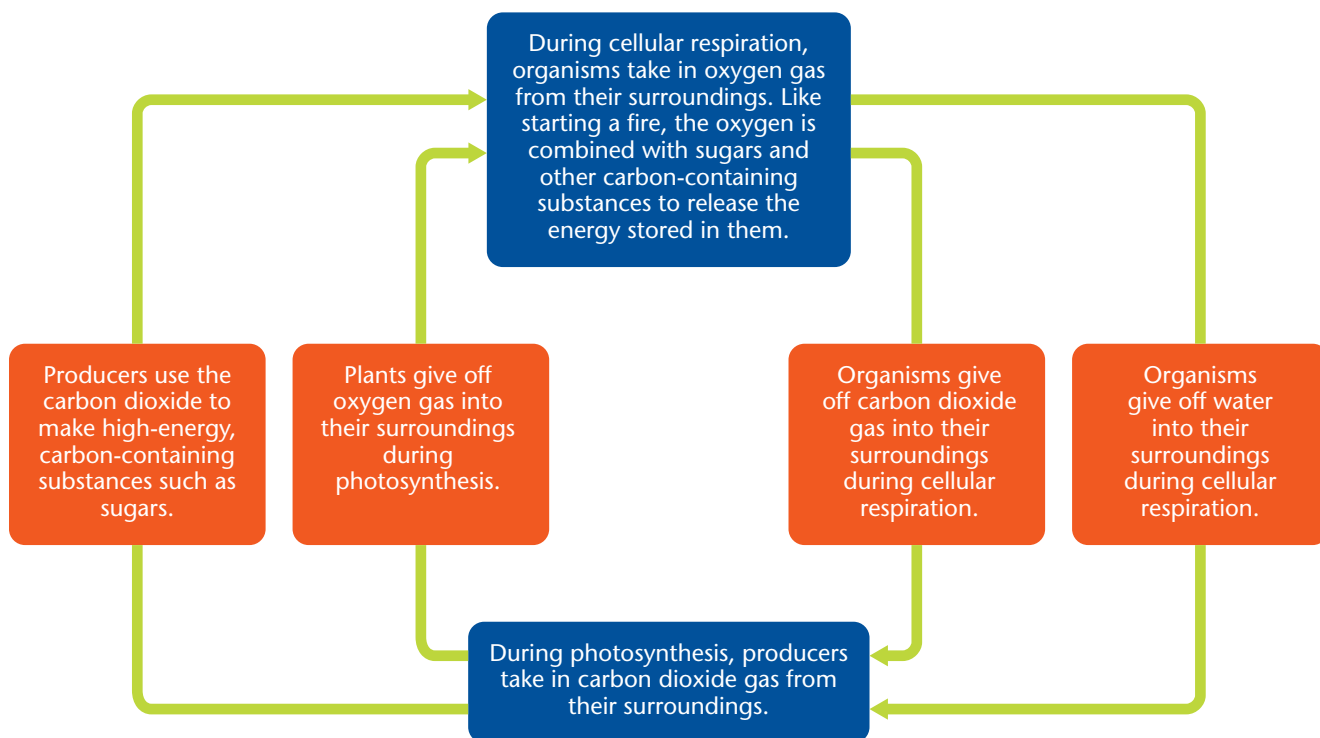 During cellular respiration,
organisms take in oxygen gas
from their surroundings. Like
starting a fire, the oxygen is
combined with sugars and
other carbon-containing
substances to release the
energy stored in them.
Producers use the
carbon dioxide to
make high-energy,
carbon-containing
substances such as
sugars.
Plants give off
oxygen gas into
their surroundings
during
photosynthesis.
Organisms give
off carbon dioxide
gas into their
surroundings
during cellular
respiration.
Organisms
give off water
into their
surroundings
during cellular
respiration.
During photosynthesis, producers
take in carbon dioxide gas from
their surroundings.